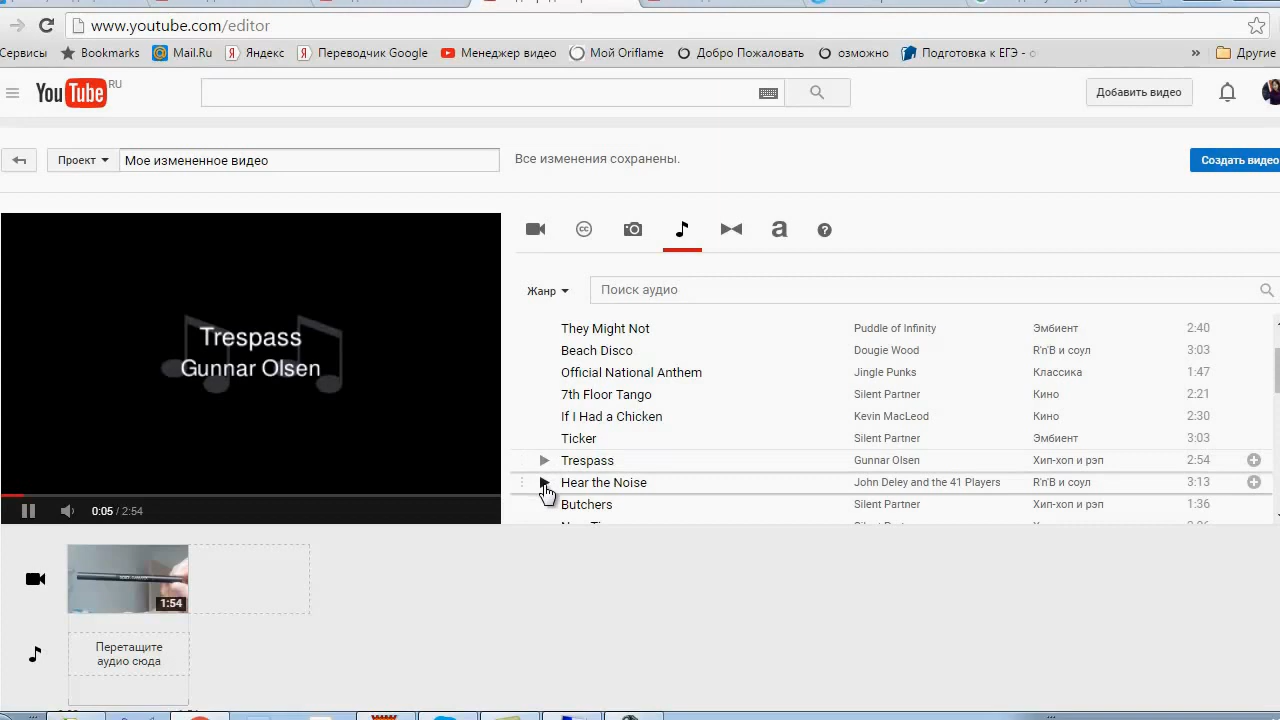 www.youtube.com/editor
Сервисы Bookmarks Mail.Ru Яндекс Переводчик Google Менеджер видео Мой Oriflame Добро Пожаловать озможно Подготовка к ЕГЭ - » Другие
YouTube RU Добавить видео
Проект Мое измененное видео Все изменения сохранены. Создать видео
Жанр Поиск аудио
They Might Not Puddle of Infinity Эмбиент 2:40
Beach Disco Dougie Wood R'n'B и соул 3:03
Official National Anthem Jingle Punks Классика 1:47
7th Floor Tango Silent Partner Кино 2:21
If I Had a Chicken Kevin MacLeod Кино 2:30
Ticker Silent Partner Эмбиент 3:03
Trespass Gunnar Olsen Хип-хоп и рэп 2:54
Hear the Noise John Deley and the 41 Players R'n'B и соул 3:13
Butchers Silent Partner Хип-хоп и рэп 1:36
Trespass
Gunnar Olsen
0:05 / 2:54
1:54
Перетащите
аудио сюда